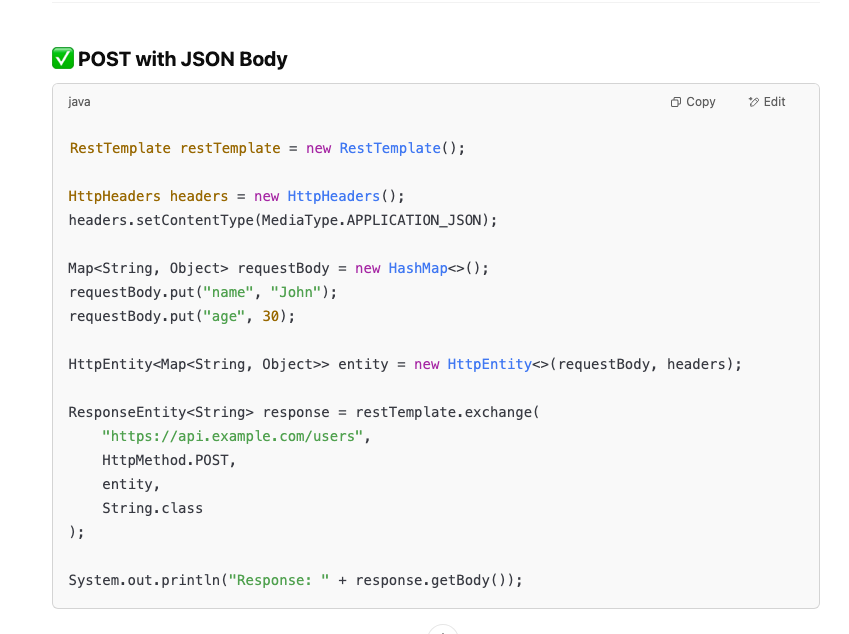 ✅ POST with JSON Body
java
Copy
Edit
RestTemplate restTemplate = new RestTemplate();
HttpHeaders headers = new HttpHeaders();
headers.setContentType(MediaType.APPLICATION_JSON);
Map<String, Object> requestBody = new HashMap<>();
requestBody.put("name", "John");
requestBody.put("age", 30);
HttpEntity<Map<String, Object>> entity = new HttpEntity<>(requestBody, headers);
ResponseEntity<String> response = restTemplate.exchange(
    "https://api.example.com/users",
    HttpMethod.POST,
    entity,
    String.class
);
System.out.println("Response: " + response.getBody());